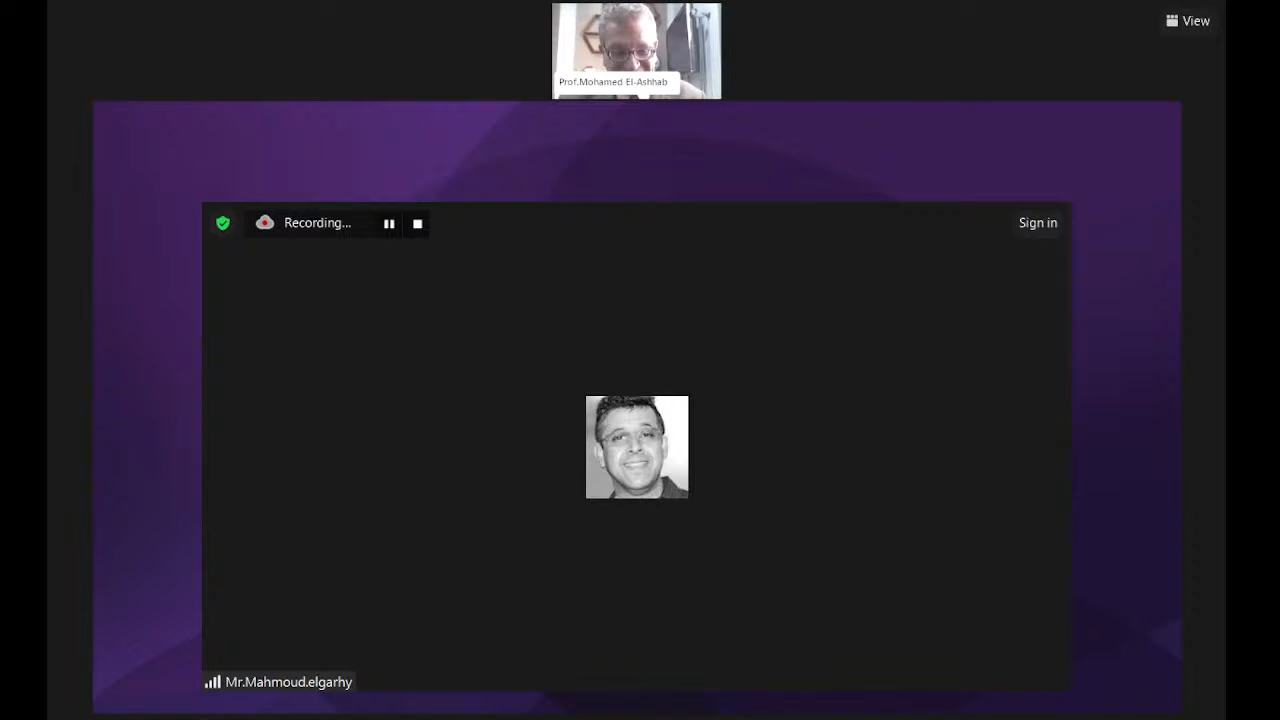 View
Prof.Mohamed El-Ashhab
Recording...
Sign in
Mr.Mahmoud.elgarhy